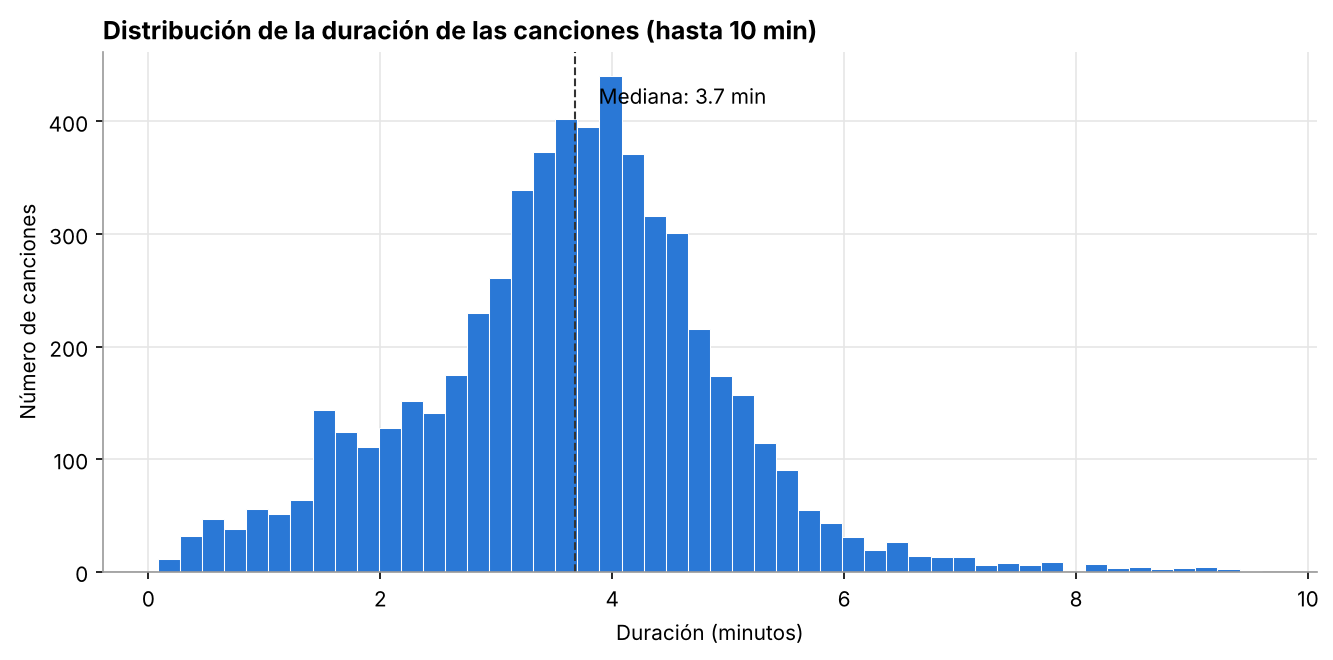 Distribución de la duración de las canciones (hasta 10 min)
Mediana: 3.7 min
Número de canciones
400
300
200
100
0
0 2 4 6 8 10
Duración (minutos)